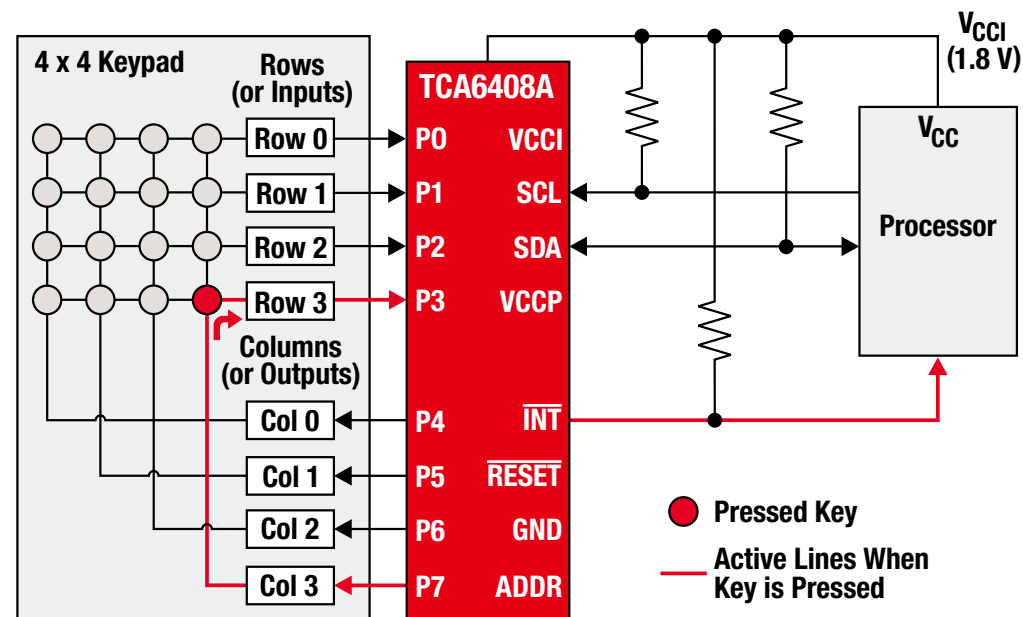 4 x 4 Keypad
Rows
(or Inputs)
Row 0
Row 1
Row 2
Row 3
Columns
(or Outputs)
Col 0
Col 1
Col 2
Col 3
TCA6408A
P0 VCCI
P1 SCL
P2 SDA
P3 VCCP
P4 INT
P5 RESET
P6 GND
P7 ADDR
VCCI
(1.8 V)
VCC
Processor
Pressed Key
Active Lines When
Key is Pressed